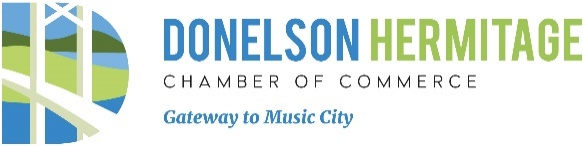 DONELSON HERMITAGE
CHAMBER OF COMMERCE
Gateway to Music City